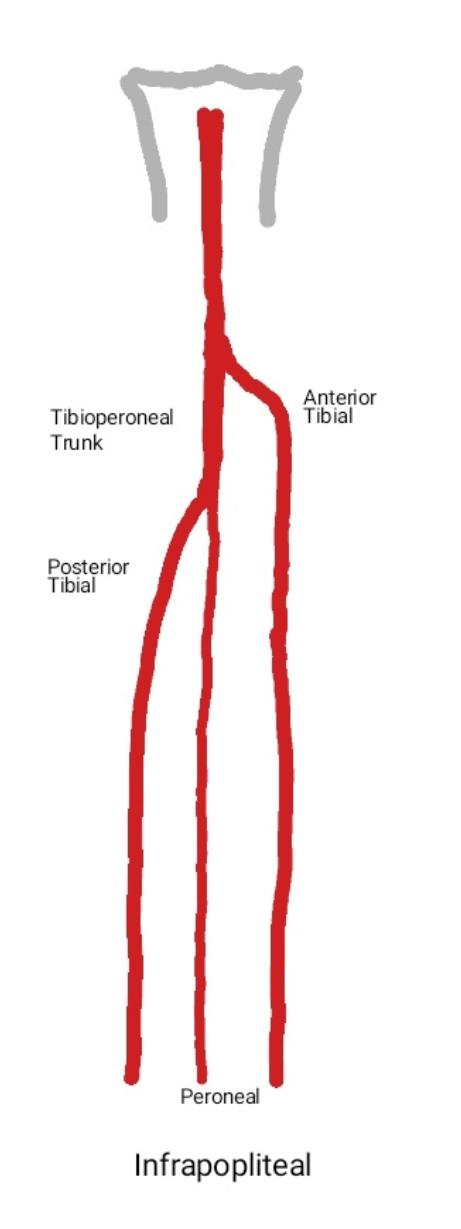 Anterior
Tibial
Tibioperoneal
Trunk
Posterior
Tibial
Peroneal
Infrapopliteal